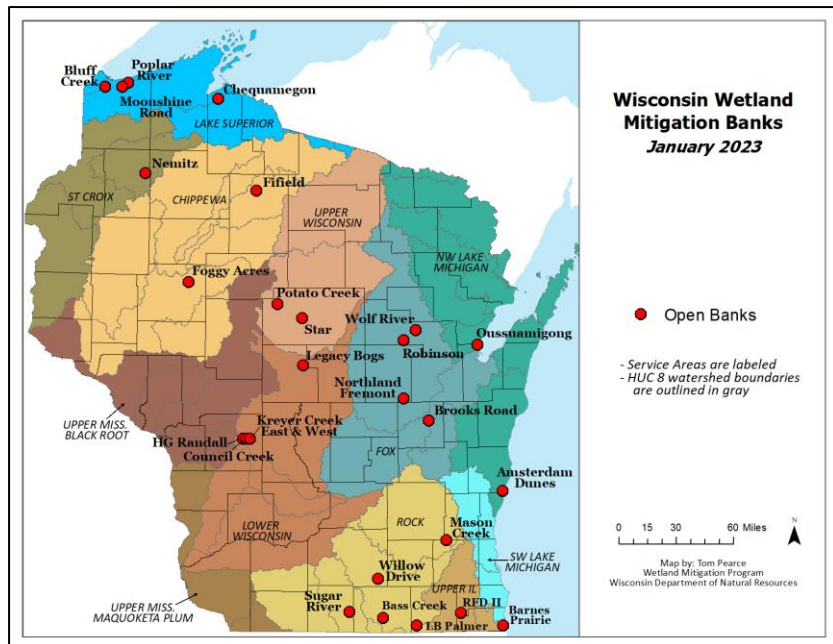 Wisconsin Wetland
Mitigation Banks
January 2023
Bluff
Creek
Poplar
River
Moonshine
Road
Chequamegon
LAKE SUPERIOR
Nemitz
ST CROIX
CHIPPEWA
Fifield
UPPER
WISCONSIN
NW LAKE
MICHIGAN
Foggy Acres
Potato Creek
Star
Wolf River
Robinson
Oussuamigong
Open Banks
Legacy Bogs
- Service Areas are labeled
- HUC 8 watershed boundaries
are outlined in gray
Northland
Fremont
Brooks Road
UPPER MISS.
BLACK ROOT
Kreyer Creek
East & West
HG Randall
Council Creek
FOX
Amsterdam
Dunes
LOWER
WISCONSIN
ROCK
Mason
Creek
SW LAKE
MICHIGAN
0 15 30 60 Miles
N
Map by: Tom Pearce
Wetland Mitigation Program
Wisconsin Department of Natural Resources
Willow
Drive
UPPER IL
UPPER MISS.
MAQUOKETA PLUM
Sugar
River
Bass Creek
LB Palmer
RFD II
Barnes
Prairie